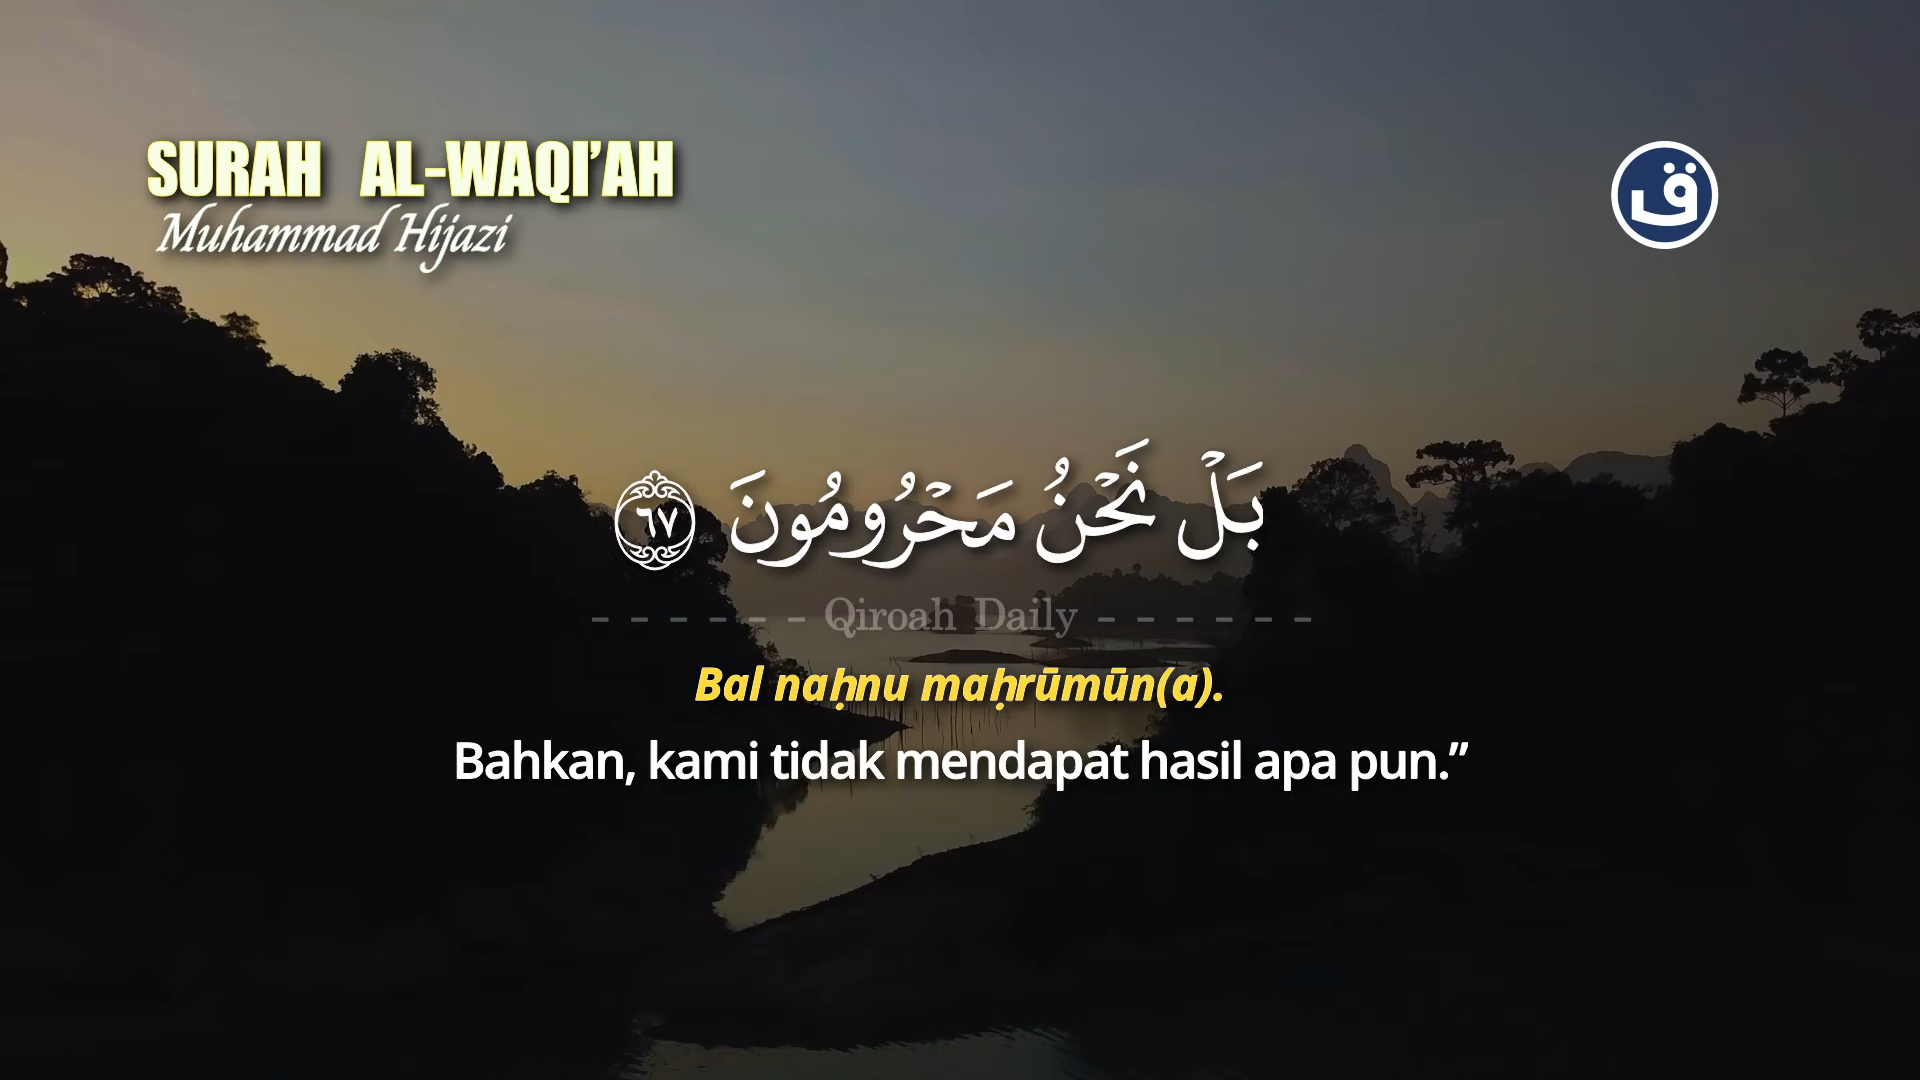 SURAH AL-WAQI’AH
Muhammad Hijazi
ق
بَلْ نَحْنُ مَحْرُومُونَ ٦٧
- - - - - - Qiroah Daily - - - - - -
Bal naḥnu maḥrūmūn(a).
Bahkan, kami tidak mendapat hasil apa pun.”